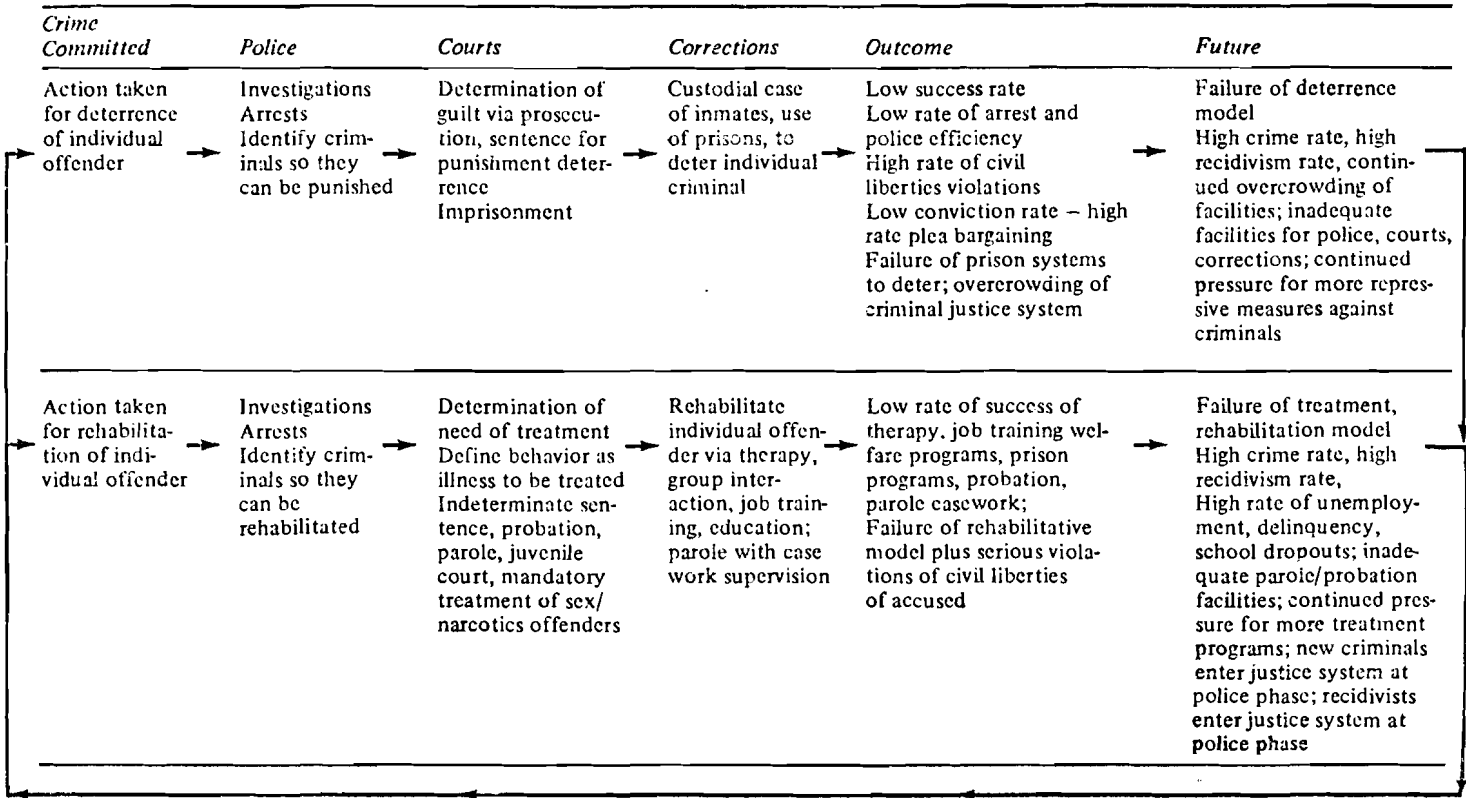 Crime
Committed Police Courts Corrections Outcome Future
Action taken
for deterrence
of individual
offender
Investigations
Arrests
Identify crim-
inals so they
can be punished
Determination of
guilt via prosecu-
tion, sentence for
punishment deter-
rence
Imprisonment
Custodial case
of inmates, use
of prisons, to
deter individual
criminal
Low success rate
Low rate of arrest and
police efficiency
High rate of civil
liberties violations
Low conviction rate – high
rate plea bargaining
Failure of prison systems
to deter; overcrowding of
criminal justice system
Failure of deterrence
model
High crime rate, high
recidivism rate, contin-
ued overcrowding of
facilities; inadequate
facilities for police, courts,
corrections; continued
pressure for more repres-
sive measures against
criminals
Action taken
for rehabilita-
tion of indi-
vidual offender
Investigations
Arrests
Identify crim-
inals so they
can be
rehabilitated
Determination of
need of treatment
Define behavior as
illness to be treated
Indeterminate sen-
tence, probation,
parole, juvenile
court, mandatory
treatment of sex/
narcotics offenders
Rehabilitate
individual offen-
der via therapy,
group inter-
action, job train-
ing, education;
parole with case
work supervision
Low rate of success of
therapy, job training wel-
fare programs, prison
programs, probation,
parole casework;
Failure of rehabilitative
model plus serious viola-
tions of civil liberties
of accused
Failure of treatment,
rehabilitation model
High crime rate, high
recidivism rate,
High rate of unemploy-
ment, delinquency,
school dropouts; inade-
quate parole/probation
facilities; continued pres-
sure for more treatment
programs; new criminals
enter justice system at
police phase; recidivists
enter justice system at
police phase